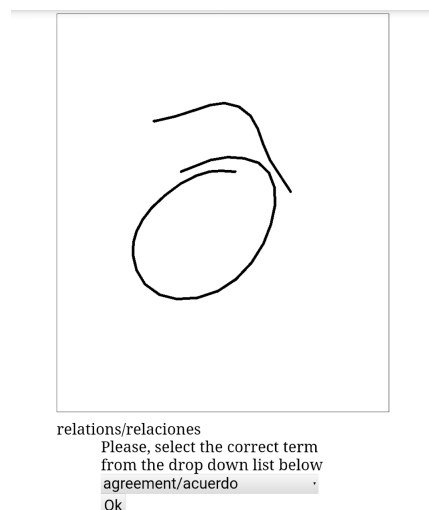 relations/relaciones
Please, select the correct term
from the drop down list below
agreement/acuerdo
Ok